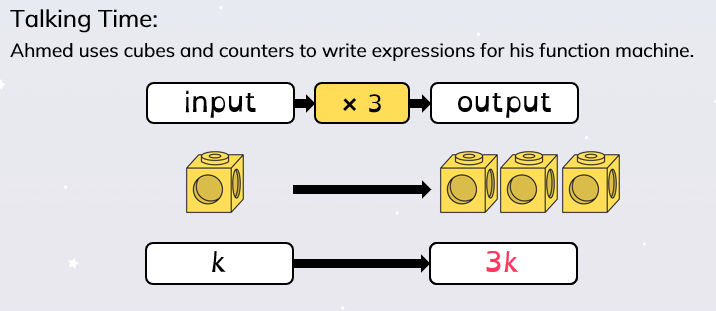 Talking Time:
Ahmed uses cubes and counters to write expressions for his function machine.
input × 3 output
k 3k